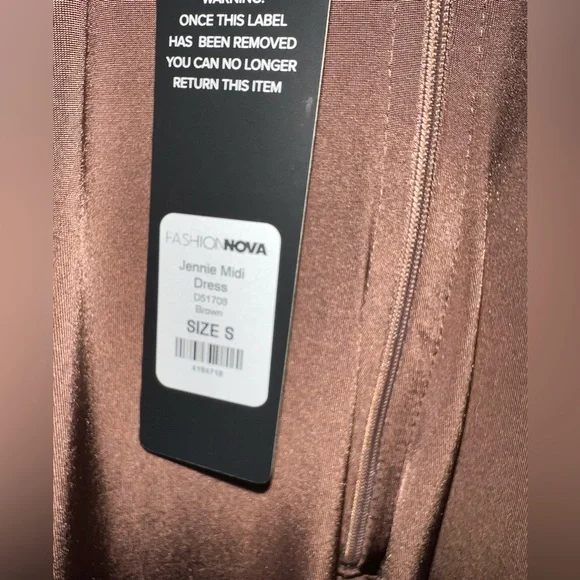 WARNING!
ONCE THIS LABEL
HAS BEEN REMOVED
YOU CAN NO LONGER
RETURN THIS ITEM
FASHIONNOVA
Jennie Midi
Dress
D51708
Brown
SIZE S
4184718